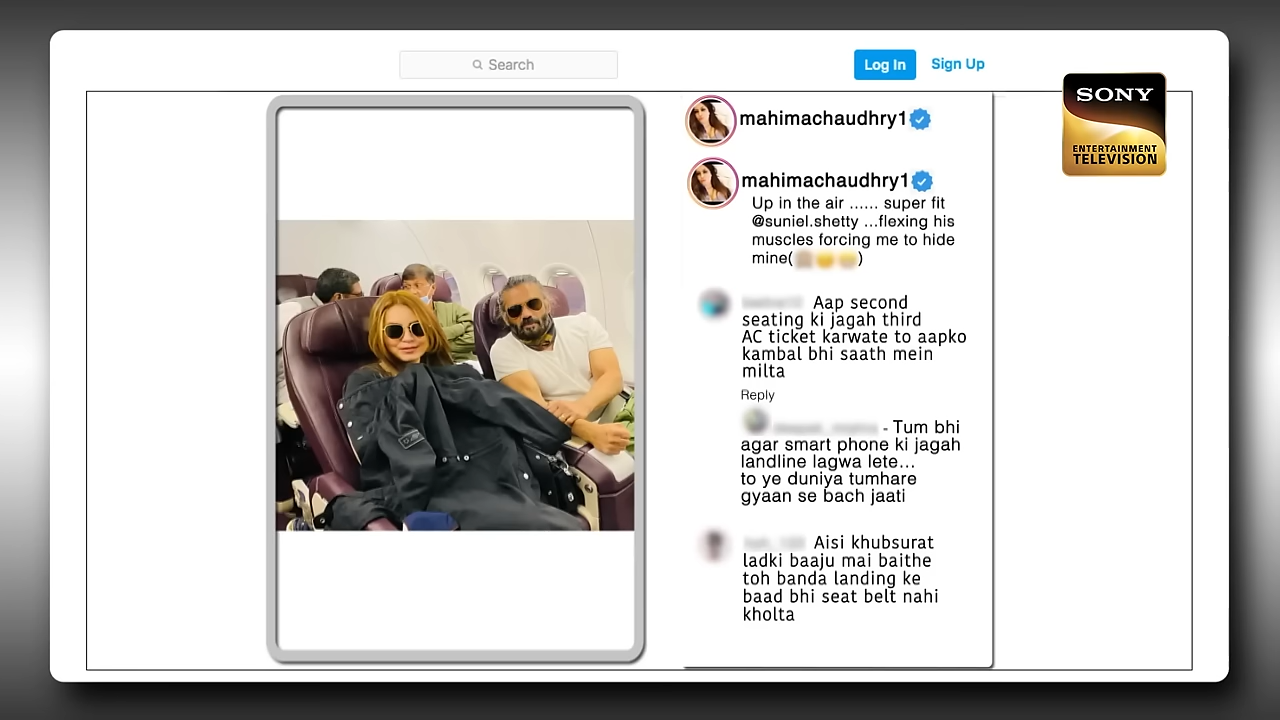 Search
Log In
Sign Up
SONY
ENTERTAINMENT
TELEVISION
mahimachaudhry1
mahimachaudhry1
Up in the air ...... super fit
@suniel.shetty ...flexing his
muscles forcing me to hide
mine(
)
Aap second
seating ki jagah third
AC ticket karwate to aapko
kambal bhi saath mein
milta
Reply
- Tum bhi
agar smart phone ki jagah
landline lagwa lete...
to ye duniya tumhare
gyaan se bach jaati
Aisi khubsurat
ladki baaju mai baithe
toh banda landing ke
baad bhi seat belt nahi
kholta